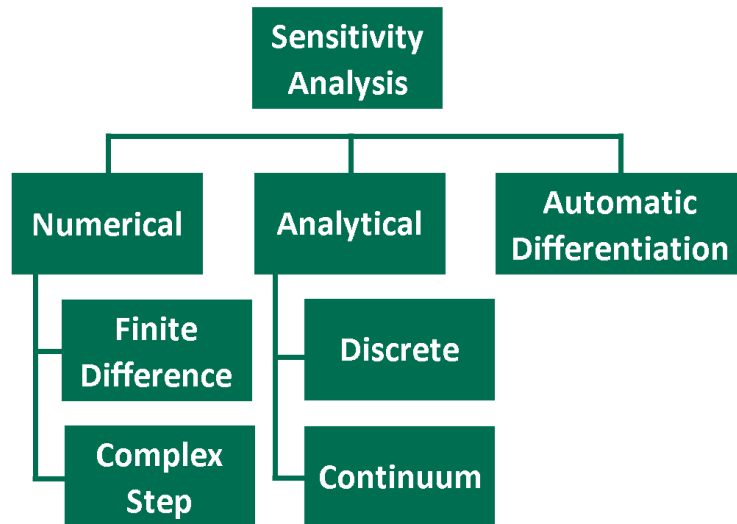 Sensitivity
Analysis
Numerical
Analytical
Automatic
Differentiation
Finite
Difference
Discrete
Complex
Step
Continuum